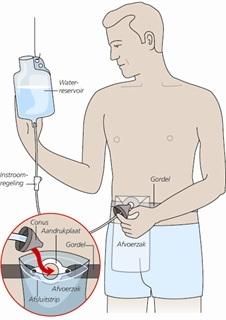 Water-
reservoir
Instroom-
regeling
Gordel
Conus
Aandrukplaat
Gordel
Afvoerzak
Afvoerzak
Afsluitstrip